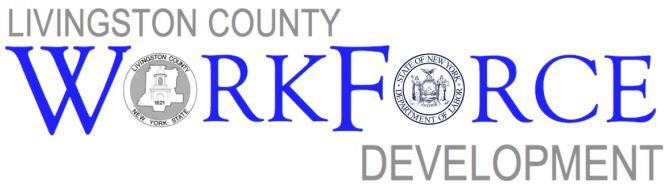 LIVINGSTON COUNTY
WORKFORCE
LIVINGSTON COUNTY
1821
NEW YORK STATE
STATE OF NEW YORK
DEPARTMENT OF LABOR
DEVELOPMENT